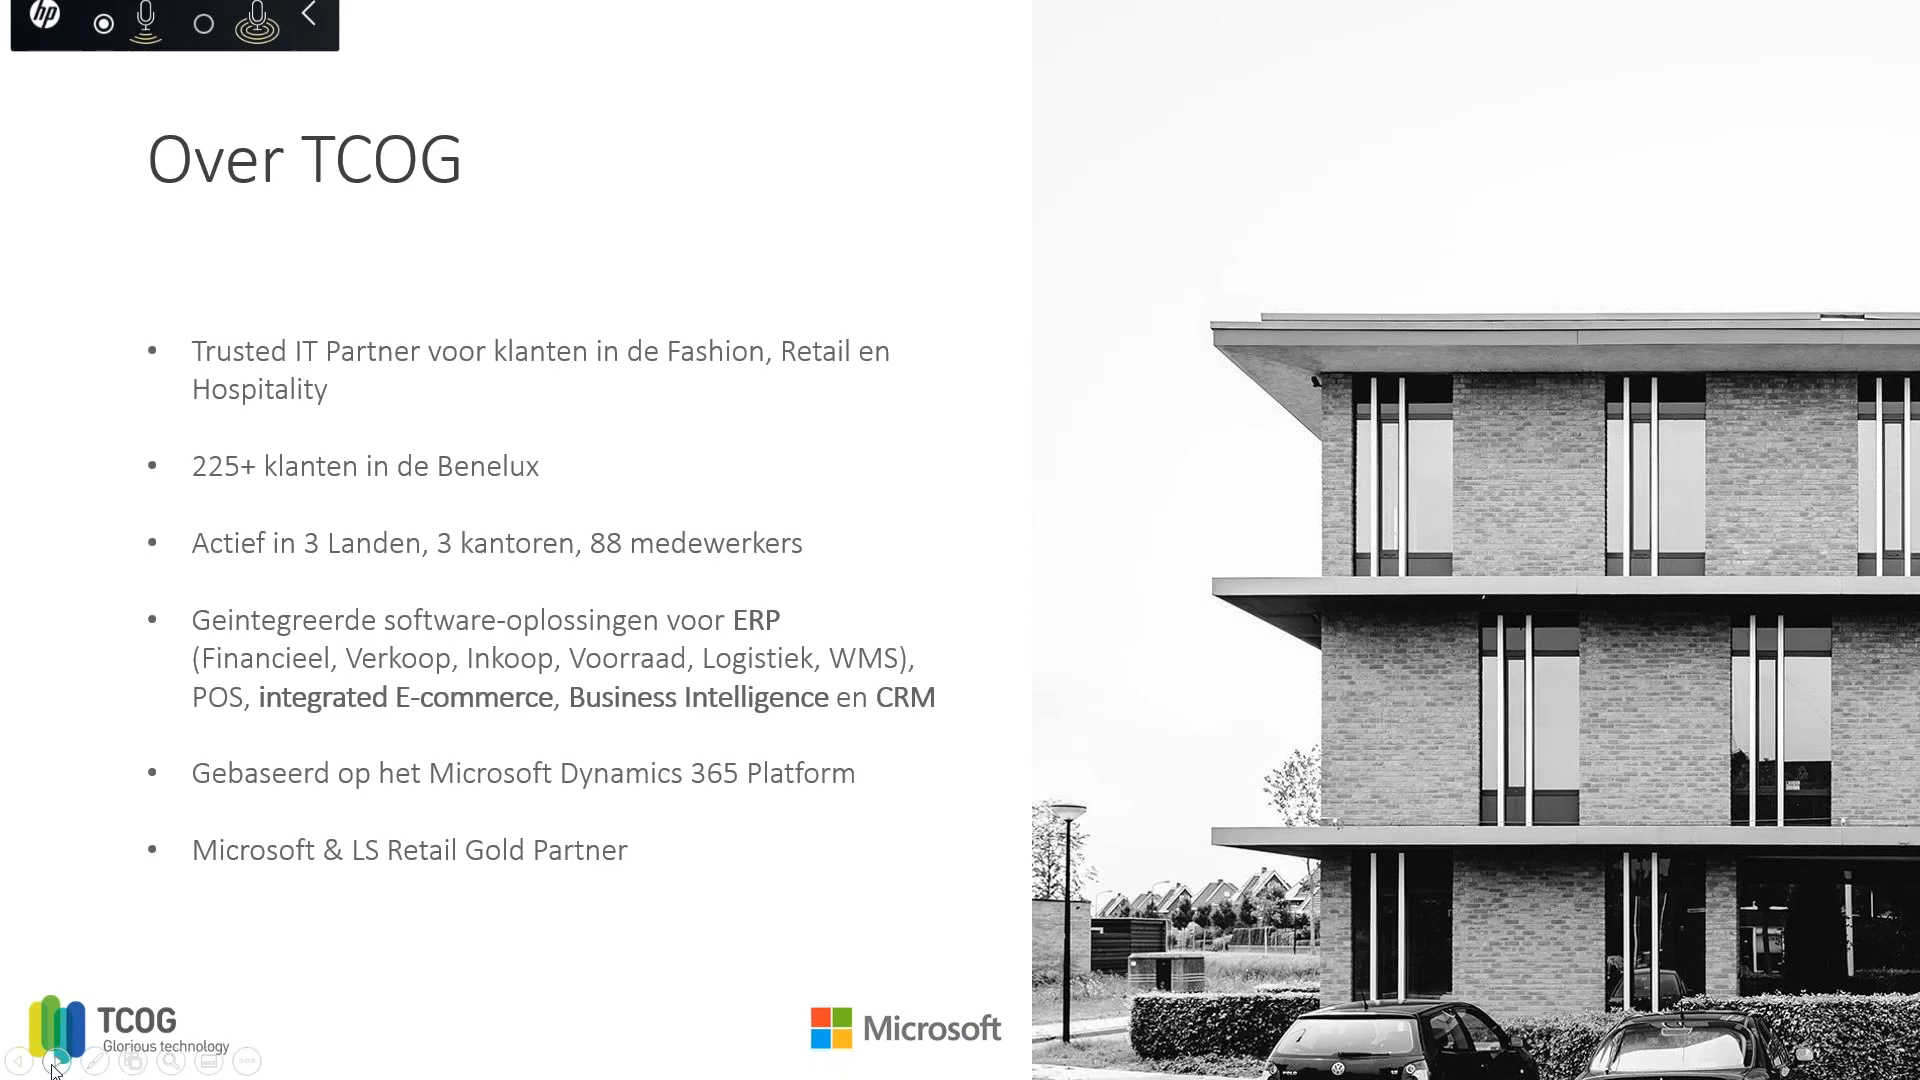 hp
Over TCOG
• Trusted IT Partner voor klanten in de Fashion, Retail en
Hospitality
• 225+ klanten in de Benelux
• Actief in 3 Landen, 3 kantoren, 88 medewerkers
• Geintegreerde software-oplossingen voor ERP
(Financieel, Verkoop, Inkoop, Voorraad, Logistiek, WMS),
POS, integrated E-commerce, Business Intelligence en CRM
• Gebaseerd op het Microsoft Dynamics 365 Platform
• Microsoft & LS Retail Gold Partner
TCOG
Glorious technology
Microsoft
POLO